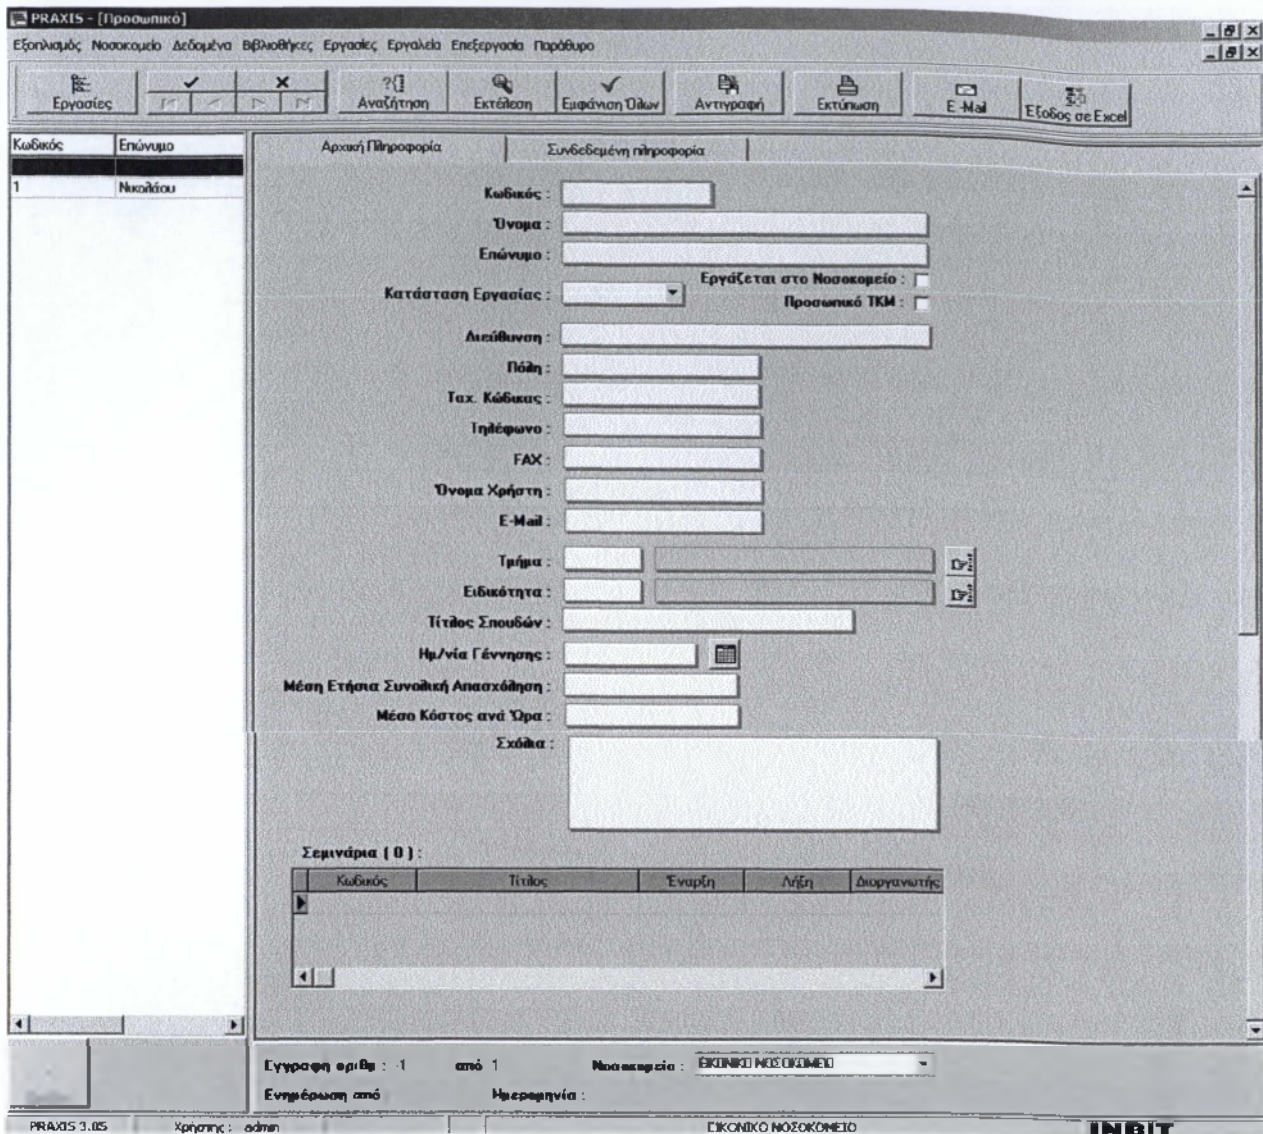 PRAXIS - [Προσωπικό]
Εξοπλισμός Νοσοκομείο Δεδομένα Βιβλιοθήκες Εργασίες Εργαλεία Επεξεργασία Παράθυρο
Εργασίες Αναζήτηση Εκτέλεση Εμφάνιση Όλων Αντιγραφή Εκτύπωση E-Mail Έξοδος σε Excel
Κωδικός Επώνυμο
1 Νικολάου
Αρχική Πληροφορία Συνδεδεμένη πληροφορία
Κωδικός :
Όνομα :
Επώνυμο :
Εργάζεται στο Νοσοκομείο :
Κατάσταση Εργασίας :
Προσωπικό ΤΚΜ :
Διεύθυνση :
Πόλη :
Ταχ. Κώδικας :
Τηλέφωνο :
FAX :
Όνομα Χρήστη :
E-Mail :
Τμήμα :
Ειδικότητα :
Τίτλος Σπουδών :
Ημ/νία Γέννησης :
Μέση Ετήσια Συνολική Απασχόληση :
Μέσο Κόστος ανά Ώρα :
Σχόλια :
Σεμινάρια ( 0 ) :
Κωδικός Τίτλος Έναρξη Λήξη Διοργανωτής
Εγγραφη αριθμ : -1 από 1 Νοσοκομείο : ΕΙΚΟΝΙΚΟ ΝΟΣΟΚΟΜΕΙΟ
Ενημέρωση από Ημερομηνία :
PRAXIS 3.05 Χρήστης : admin ΕΙΚΟΝΙΚΟ ΝΟΣΟΚΟΜΕΙΟ INBIT